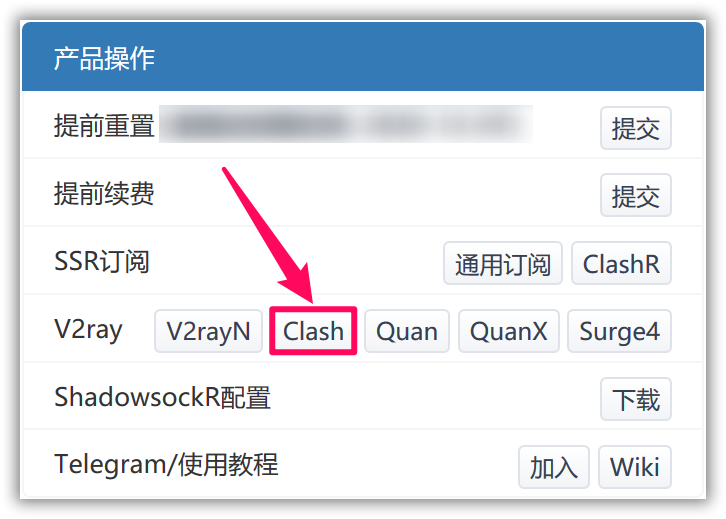 产品操作
提前重置 提交
提前续费 提交
SSR订阅 通用订阅 ClashR
V2ray V2rayN Clash Quan QuanX Surge4
ShadowsockR配置 下载
Telegram/使用教程 加入 Wiki